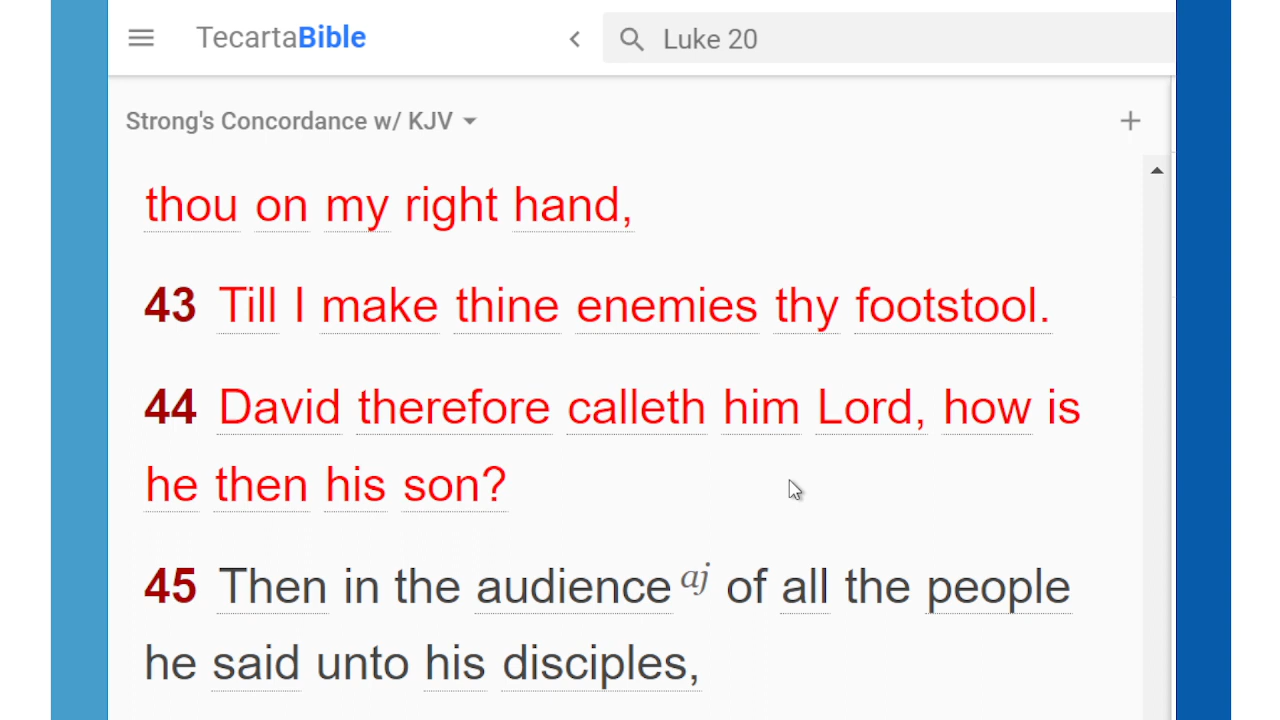 TecartaBible
Luke 20
Strong's Concordance w/ KJV
thou on my right hand,
43 Till I make thine enemies thy footstool.
44 David therefore calleth him Lord, how is
he then his son?
45 Then in the audience aj of all the people
he said unto his disciples,